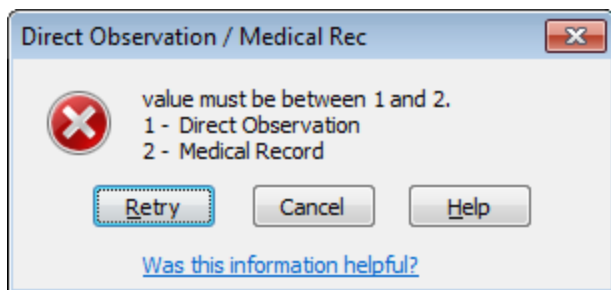 Direct Observation / Medical Rec
value must be between 1 and 2.
1 - Direct Observation
2 - Medical Record
Retry Cancel Help
Was this information helpful?